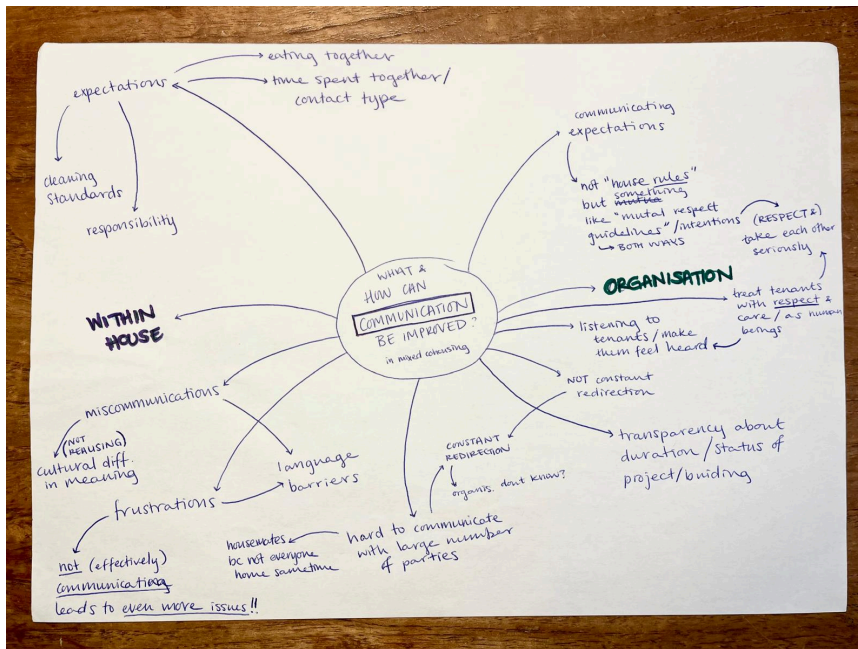 eating together
time spent together/
contact type
expectations
cleaning
standards
responsibility
communicating
expectations
not "house rules"
but something
like "mutal respect
guidelines"/intentions
BOTH WAYS
(RESPECT &)
take each other
seriously
WHAT &
HOW CAN
COMMUNICATION
BE IMPROVED?
in mixed cohousing
ORGANISATION
treat tenants
with respect &
care/as human
beings
listening to
tenants/make
them feel heard
NOT constant
redirection
transparency about
duration/status of
project/buiding
WITHIN
HOUSE
miscommunications
(NOT
REALISING)
cultural diff.
in meaning
language
barriers
frustrations
not (effectively)
communicating
leads to even more issues!!
CONSTANT
REDIRECTION
organis. dont know?
hard to communicate
with large number
of parties
housemates
bc not everyone
home sametime